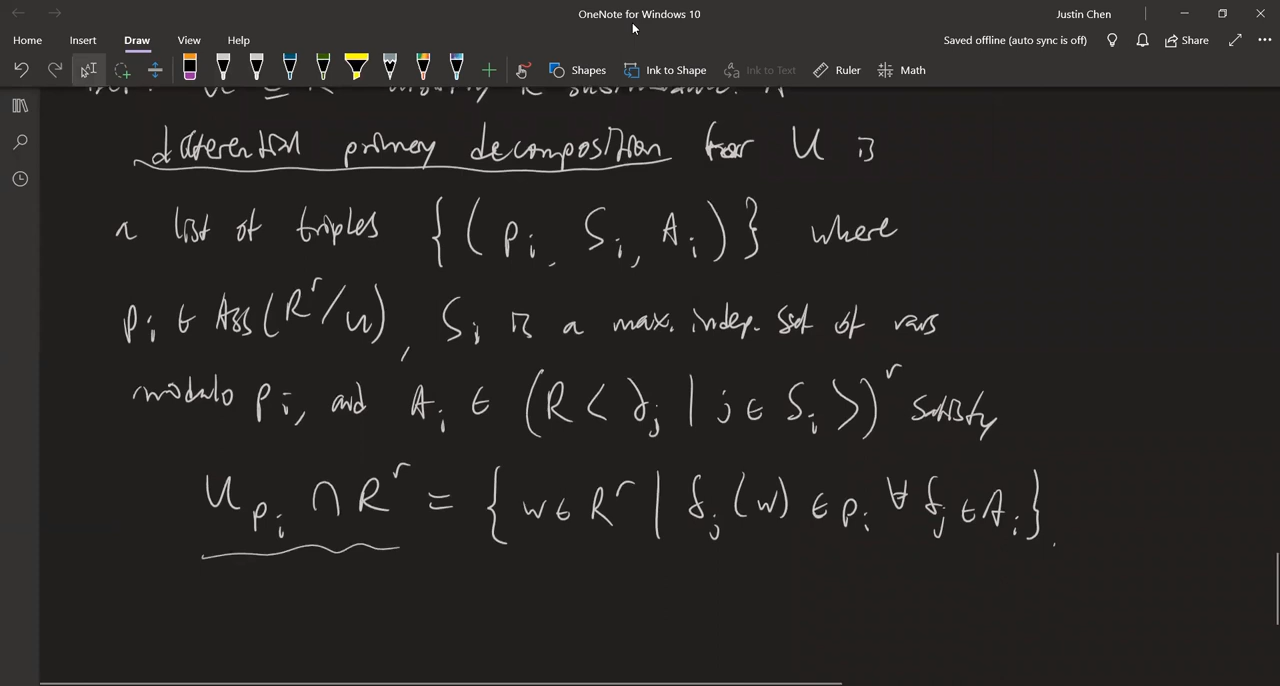 OneNote for Windows 10
Justin Chen
Home Insert Draw View Help
Saved offline (auto sync is off) Share
Shapes Ink to Shape Ink to Text Ruler Math
differential primary decomposition for U is
a list of triples {(p_i, S_i, A_i)} where
p_i ∈ Ass(R^r/U), S_i is a max. indep. set of vars
modulo p_i, and A_i ⊆ (R<∂_j | j ∈ S_i>)^r satisfy
U_{p_i} ∩ R^r = {w ∈ R^r | δ_j(w) ∈ p_i ∀ δ_j ∈ A_i}.